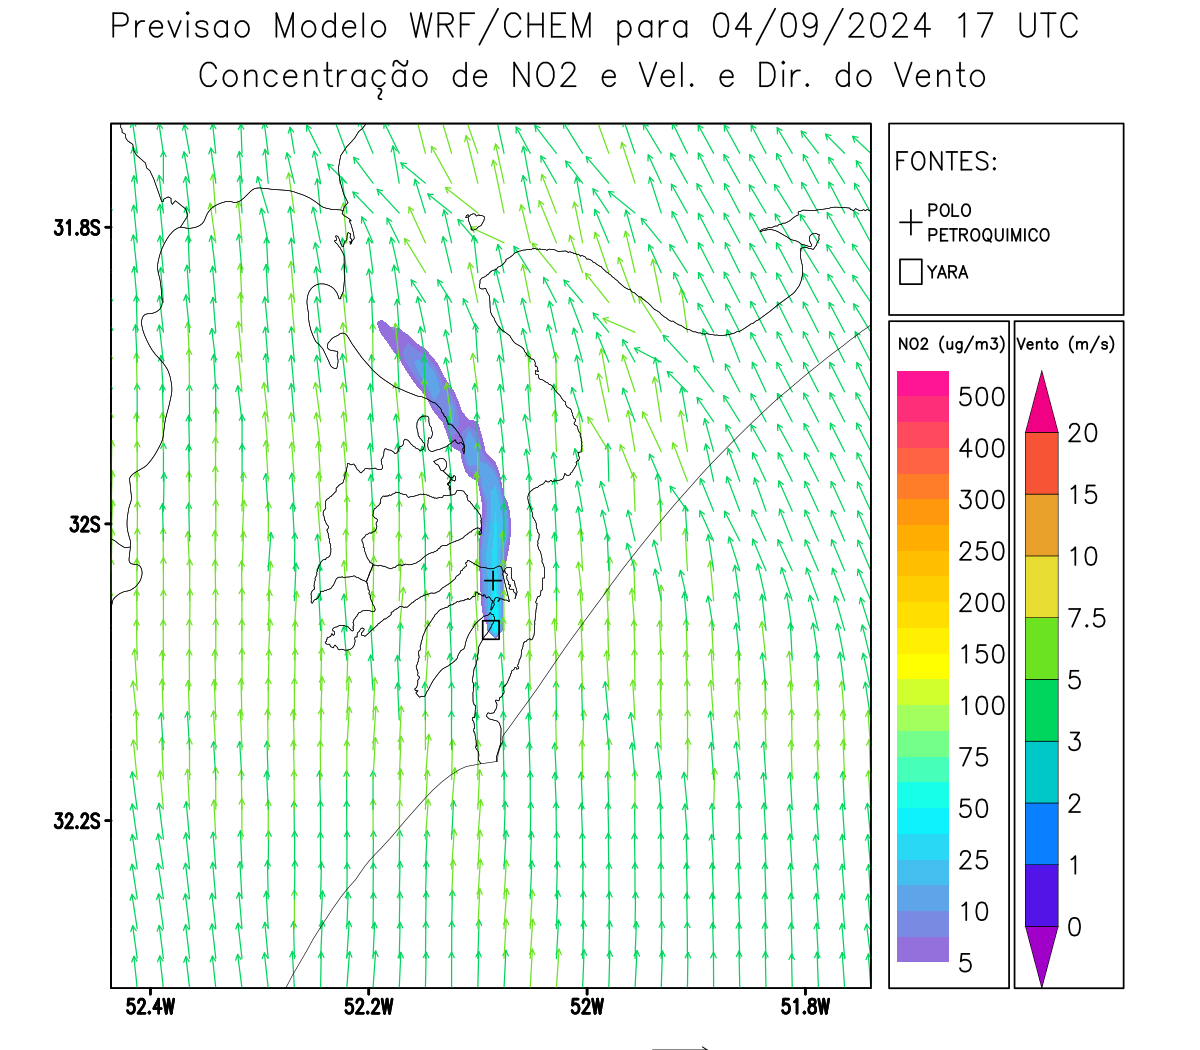 Previsao Modelo WRF/CHEM para 04/09/2024 17 UTC
Concentração de NO2 e Vel. e Dir. do Vento
FONTES:
POLO
PETROQUIMICO
YARA
NO2 (ug/m3)
500
400
300
250
200
150
100
75
50
25
10
5
Vento (m/s)
20
15
10
7.5
5
3
2
1
0
31.8S
32S
32.2S
52.4W
52.2W
52W
51.8W